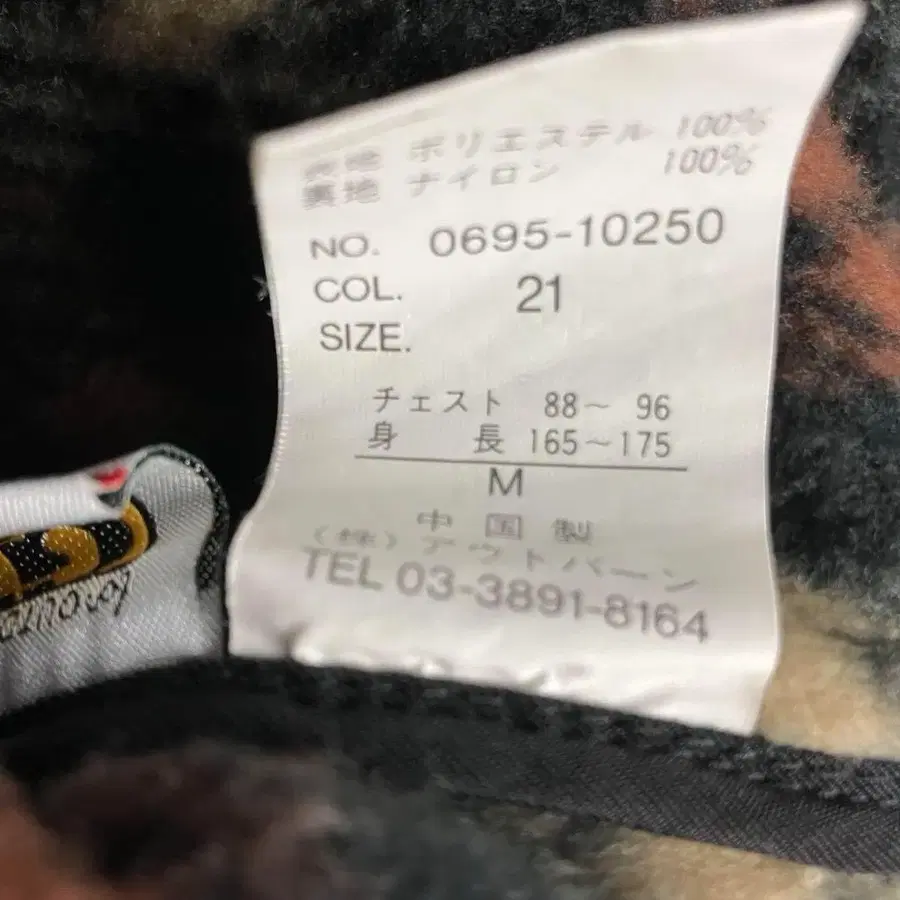 表地 ポリエステル 100%
裏地 ナイロン 100%
NO. 0695-10250
COL. 21
SIZE.
チェスト 88～ 96
身長 165～175
M
中国製
(株)アウトバーン
TEL 03-3891-8164